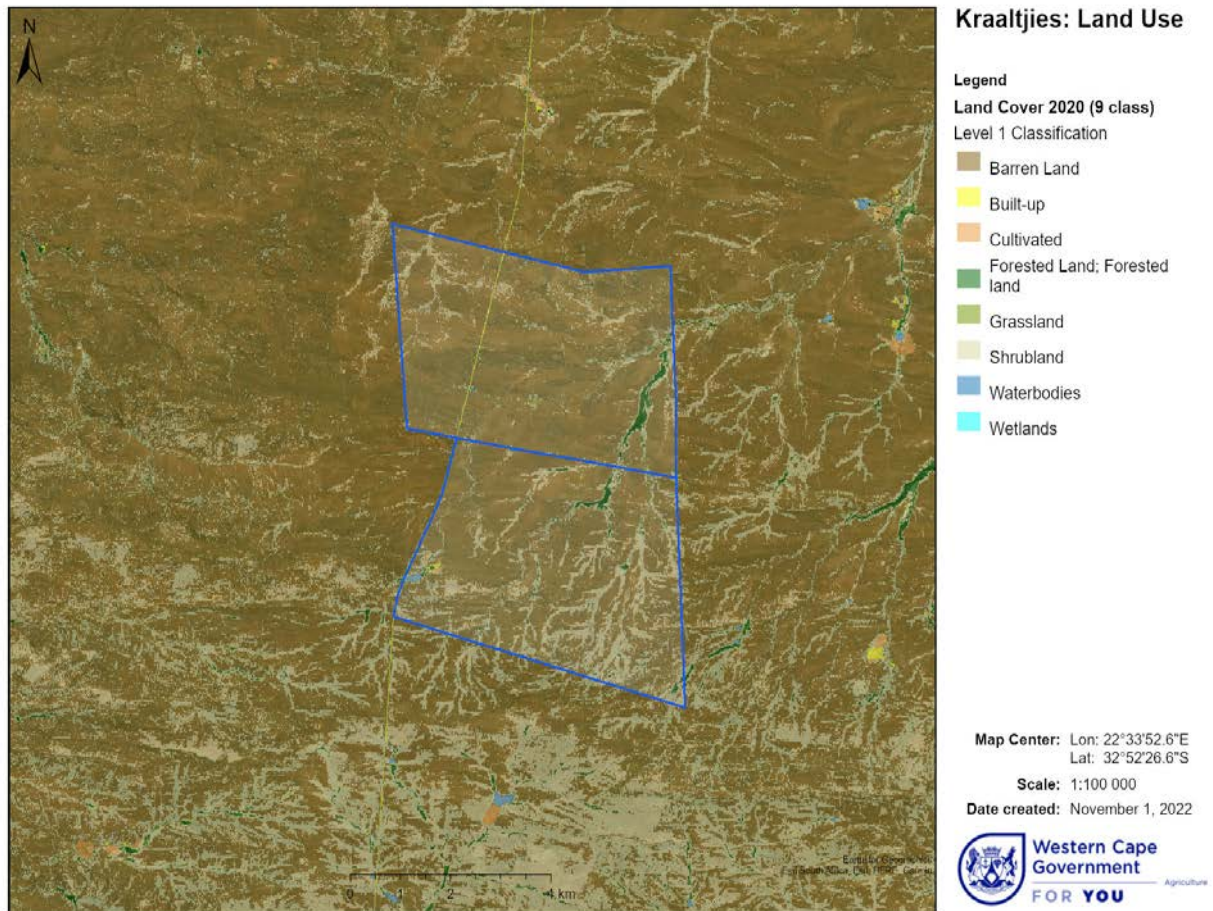 N
Kraaltjies: Land Use
Legend
Land Cover 2020 (9 class)
Level 1 Classification
Barren Land
Built-up
Cultivated
Forested Land; Forested
land
Grassland
Shrubland
Waterbodies
Wetlands
Map Center: Lon: 22°33'52.6"E
Lat: 32°52'26.6"S
Scale: 1:100 000
Date created: November 1, 2022
Western Cape
Government
Agriculture
FOR YOU
0 1 2 4 km